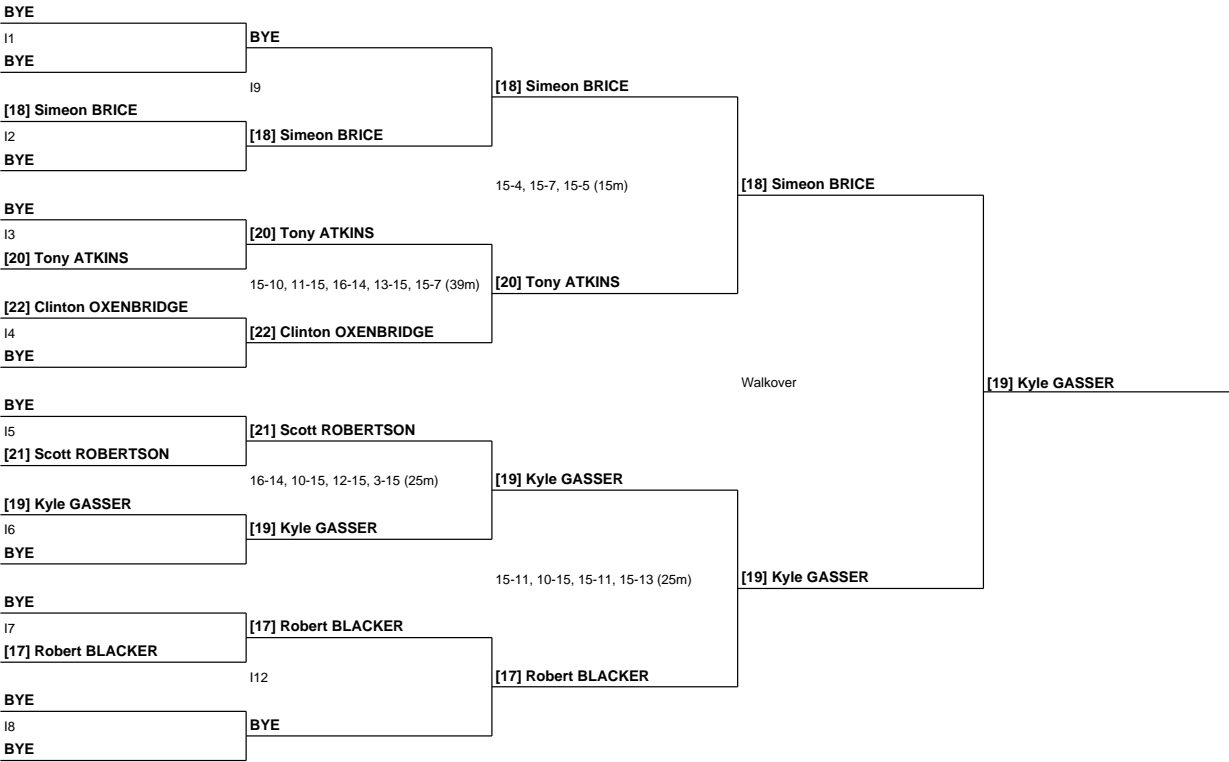 BYE
I1
BYE
BYE
I9
[18] Simeon BRICE
[18] Simeon BRICE
I2
[18] Simeon BRICE
BYE
15-4, 15-7, 15-5 (15m)
[18] Simeon BRICE
BYE
I3
[20] Tony ATKINS
[20] Tony ATKINS
15-10, 11-15, 16-14, 13-15, 15-7 (39m)
[20] Tony ATKINS
[22] Clinton OXENBRIDGE
I4
[22] Clinton OXENBRIDGE
BYE
Walkover
[19] Kyle GASSER
BYE
I5
[21] Scott ROBERTSON
[21] Scott ROBERTSON
16-14, 10-15, 12-15, 3-15 (25m)
[19] Kyle GASSER
[19] Kyle GASSER
I6
[19] Kyle GASSER
BYE
15-11, 10-15, 15-11, 15-13 (25m)
[19] Kyle GASSER
BYE
I7
[17] Robert BLACKER
[17] Robert BLACKER
I12
[17] Robert BLACKER
BYE
I8
BYE
BYE